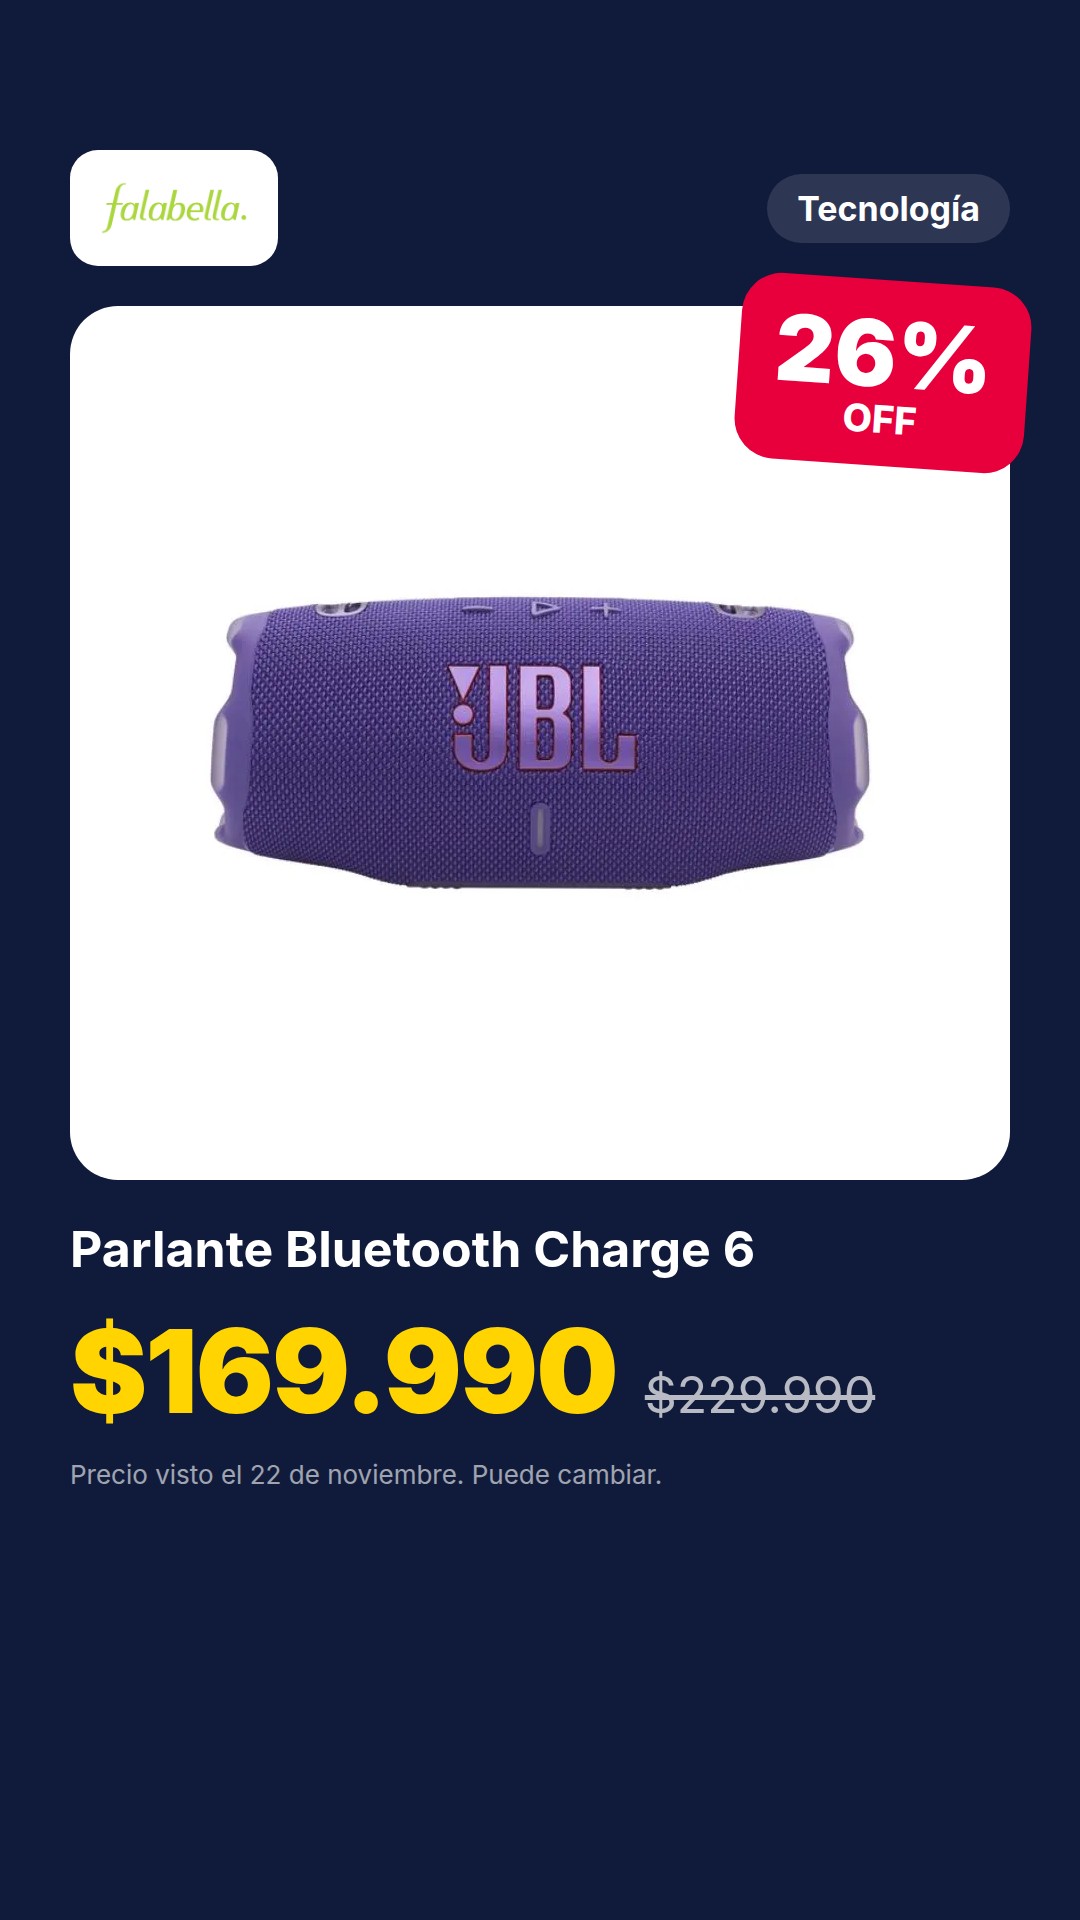 falabella.
Tecnología
26%
OFF
JBL
Parlante Bluetooth Charge 6
$169.990 $229.990
Precio visto el 22 de noviembre. Puede cambiar.